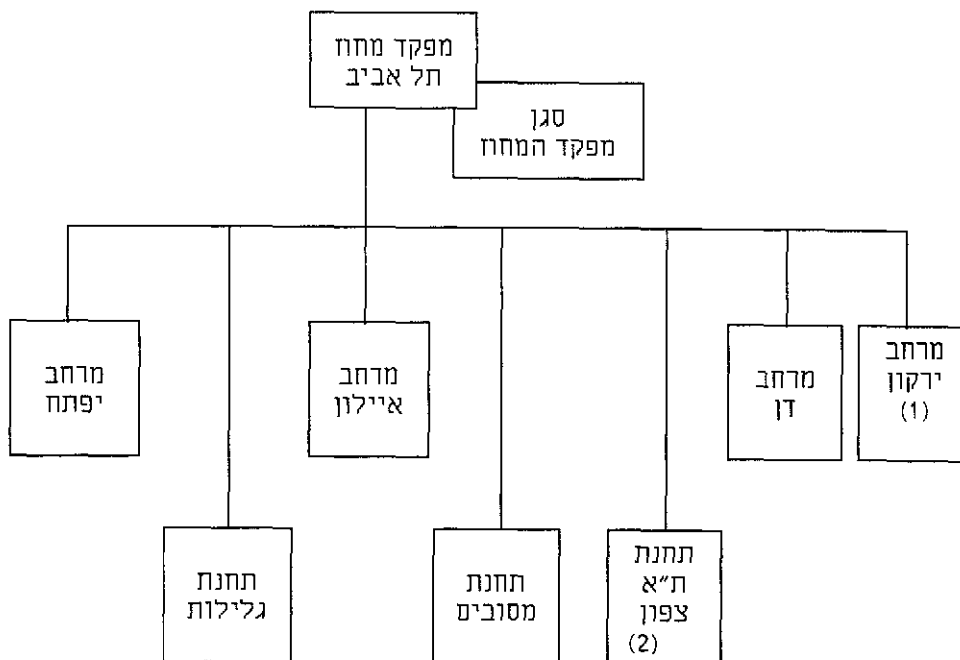 מפקד מחוז
תל אביב
סגן
מפקד המחוז
מרחב
ירקון
(1)
מרחב
דן
מרחב
איילון
מרחב
יפתח
תחנת
ת״א
צפון
(2)
תחנת
מסובים
תחנת
גלילות